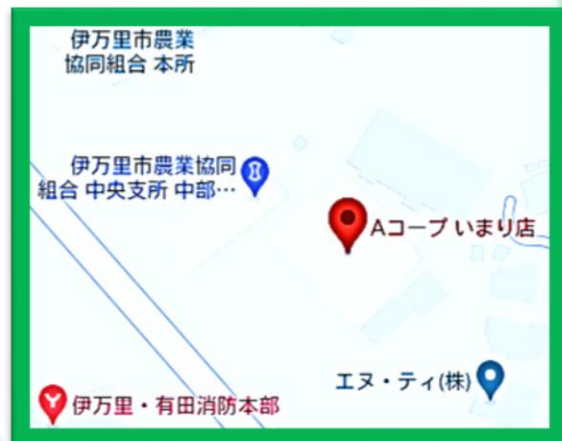 伊万里市農業
協同組合 本所
伊万里市農業協同
組合 中央支所 中部…
Aコープ いまり店
エヌ・ティ(株)
伊万里・有田消防本部